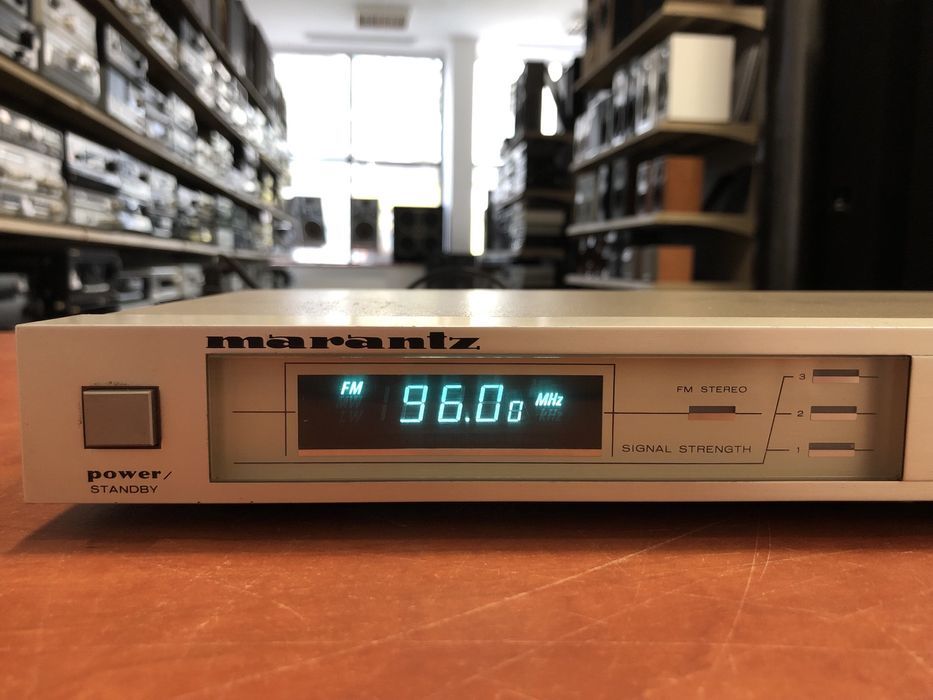 marantz
FM 96.00 MHz
FM STEREO
SIGNAL STRENGTH
3
2
1
power/
STANDBY